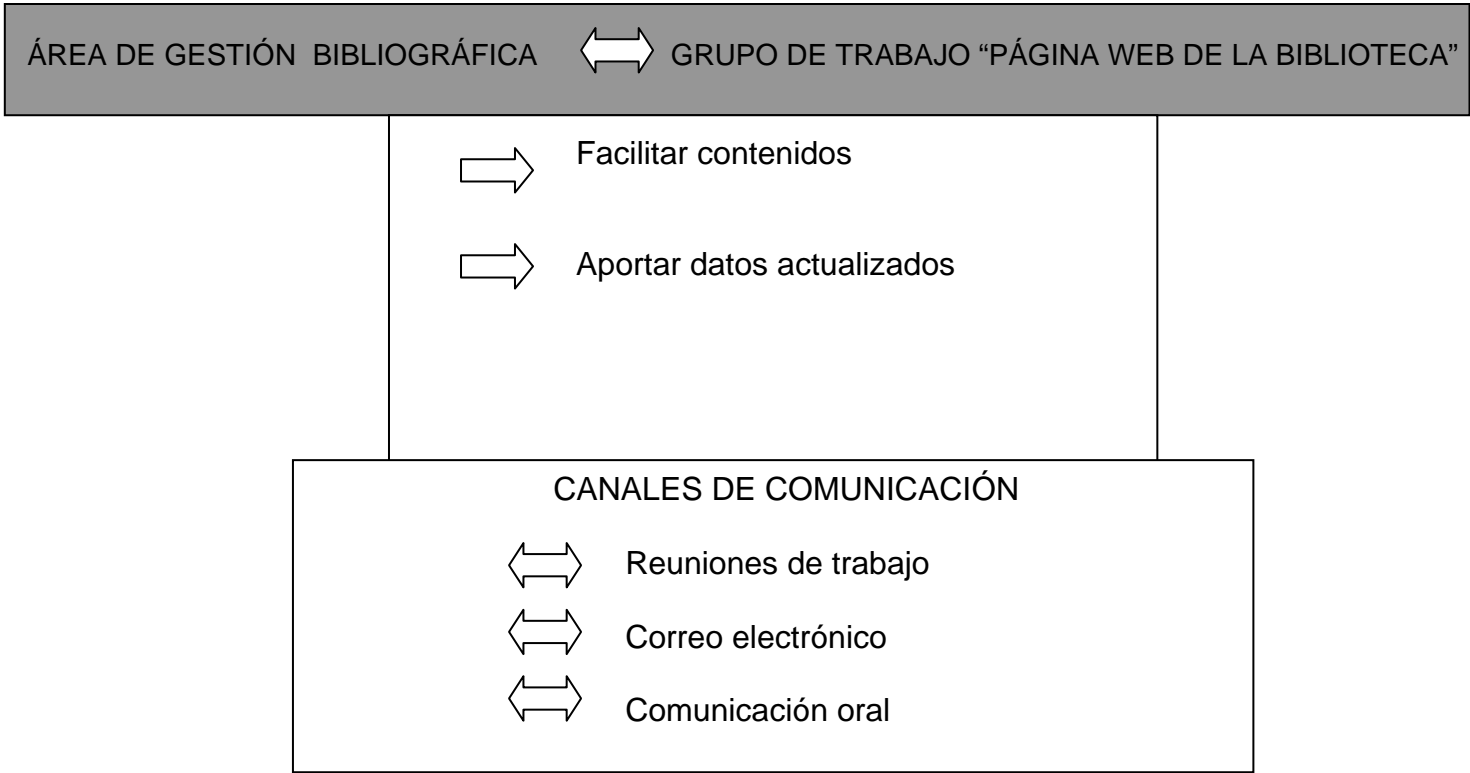 ÁREA DE GESTIÓN BIBLIOGRÁFICA GRUPO DE TRABAJO “PÁGINA WEB DE LA BIBLIOTECA”
Facilitar contenidos
Aportar datos actualizados
CANALES DE COMUNICACIÓN
Reuniones de trabajo
Correo electrónico
Comunicación oral